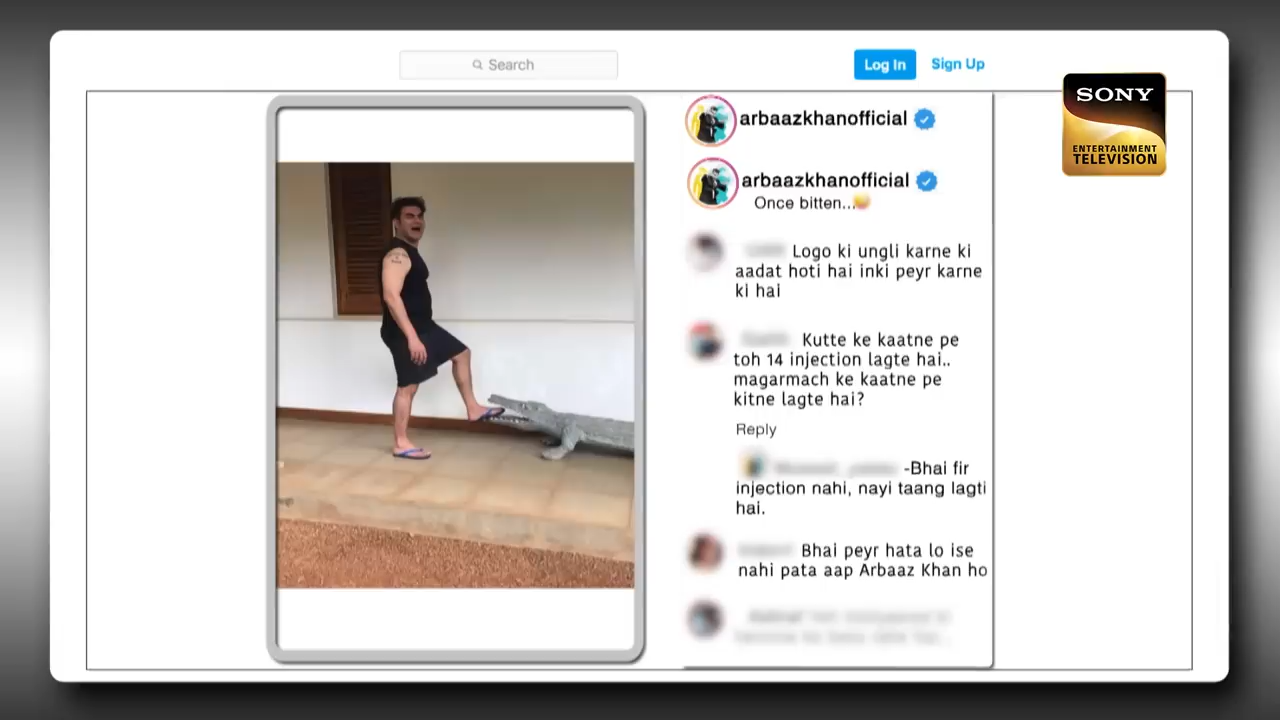 Search
Log In
Sign Up
SONY
ENTERTAINMENT
TELEVISION
arbaazkhanofficial
arbaazkhanofficial
Once bitten...
Logo ki ungli karne ki
aadat hoti hai inki peyr karne
ki hai
Kutte ke kaatne pe
toh 14 injection lagte hai..
magarmach ke kaatne pe
kitne lagte hai?
Reply
-Bhai fir
injection nahi, nayi taang lagti
hai.
Bhai peyr hata lo ise
nahi pata aap Arbaaz Khan ho